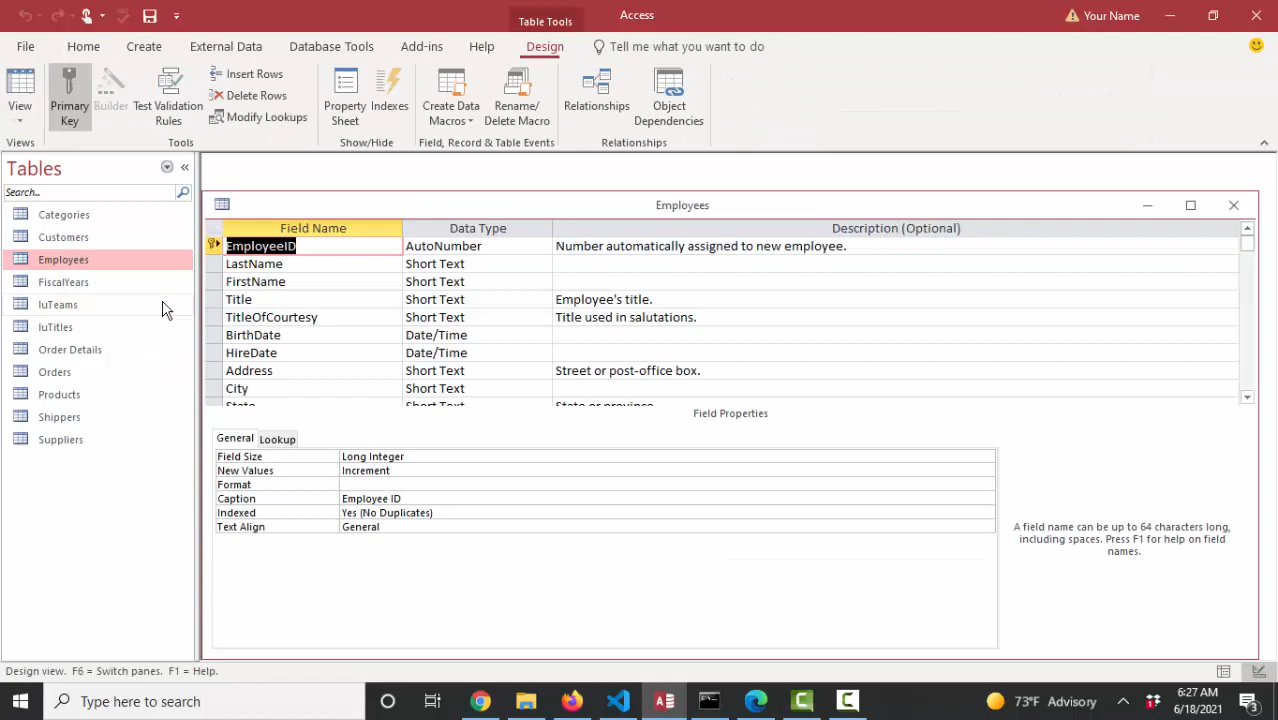 Table Tools
Access
Your Name
File
Home
Create
External Data
Database Tools
Add-ins
Help
Design
Tell me what you want to do
View
Primary Key
Builder
Test Validation Rules
Insert Rows
Delete Rows
Modify Lookups
Property Sheet
Indexes
Create Data Macros
Rename/ Delete Macro
Relationships
Object Dependencies
Views
Tools
Show/Hide
Field, Record & Table Events
Relationships
Tables
Search...
Categories
Customers
Employees
FiscalYears
luTeams
luTitles
Order Details
Orders
Products
Shippers
Suppliers
Employees
Field Name Data Type Description (Optional)
EmployeeID AutoNumber Number automatically assigned to new employee.
LastName Short Text
FirstName Short Text
Title Short Text Employee's title.
TitleOfCourtesy Short Text Title used in salutations.
BirthDate Date/Time
HireDate Date/Time
Address Short Text Street or post-office box.
City Short Text
State Short Text State or province.
Field Properties
General Lookup
Field Size Long Integer
New Values Increment
Format
Caption Employee ID
Indexed Yes (No Duplicates)
Text Align General
A field name can be up to 64 characters long,
including spaces. Press F1 for help on field
names.
Design view. F6 = Switch panes. F1 = Help.
Type here to search
73°F Advisory
6:27 AM
6/18/2021
3